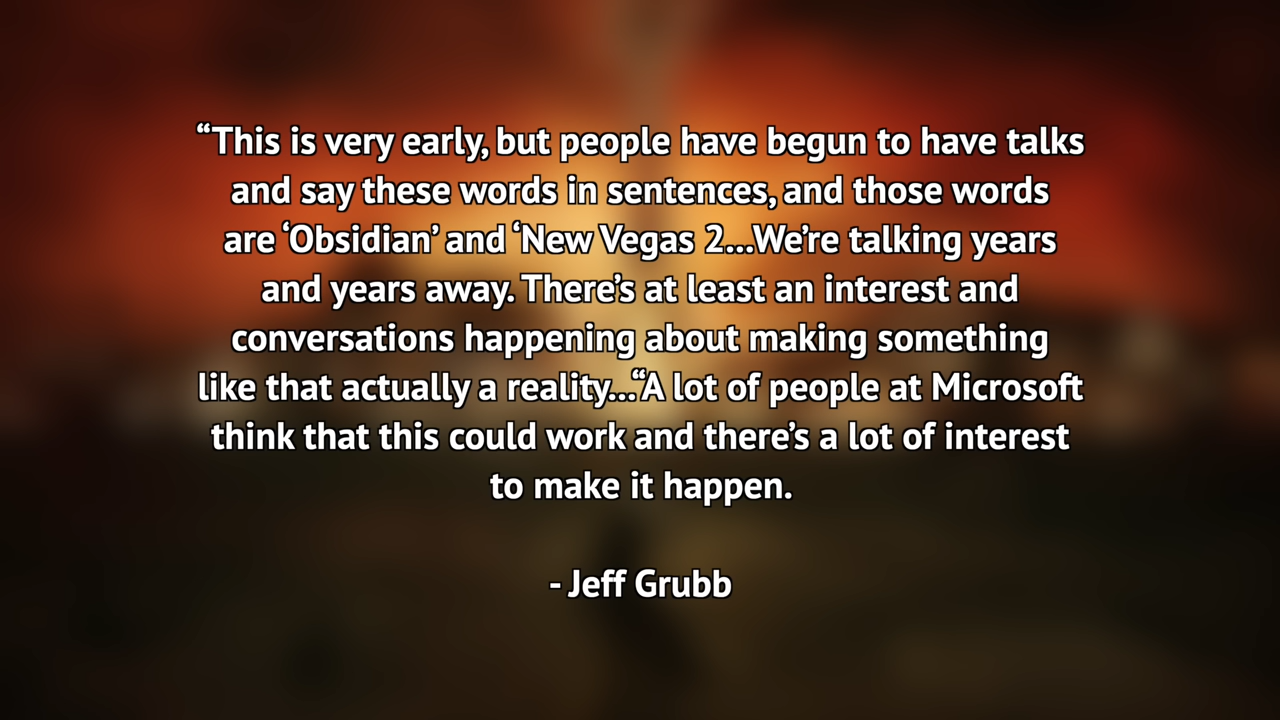 “This is very early, but people have begun to have talks
and say these words in sentences, and those words
are ‘Obsidian’ and ‘New Vegas 2...We’re talking years
and years away. There’s at least an interest and
conversations happening about making something
like that actually a reality...“A lot of people at Microsoft
think that this could work and there’s a lot of interest
to make it happen.
- Jeff Grubb